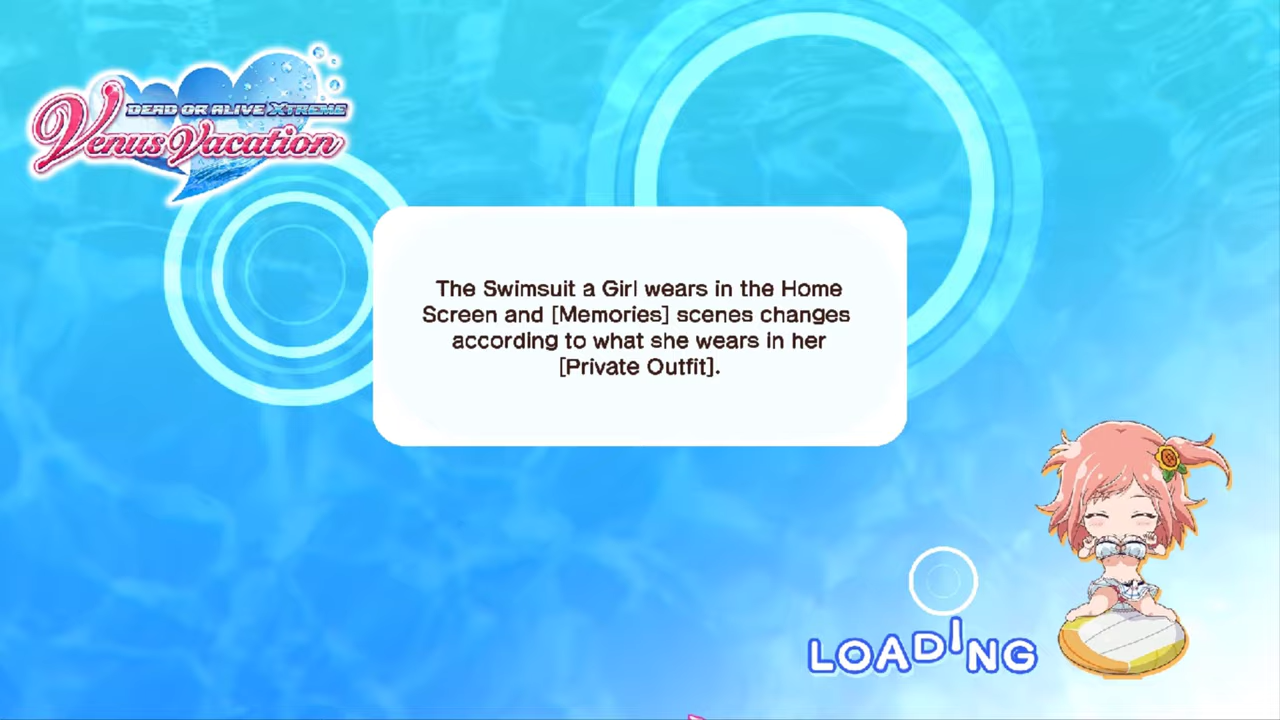 DEAD OR ALIVE XTREME
Venus Vacation
The Swimsuit a Girl wears in the Home
Screen and [Memories] scenes changes
according to what she wears in her
[Private Outfit].
LOADING